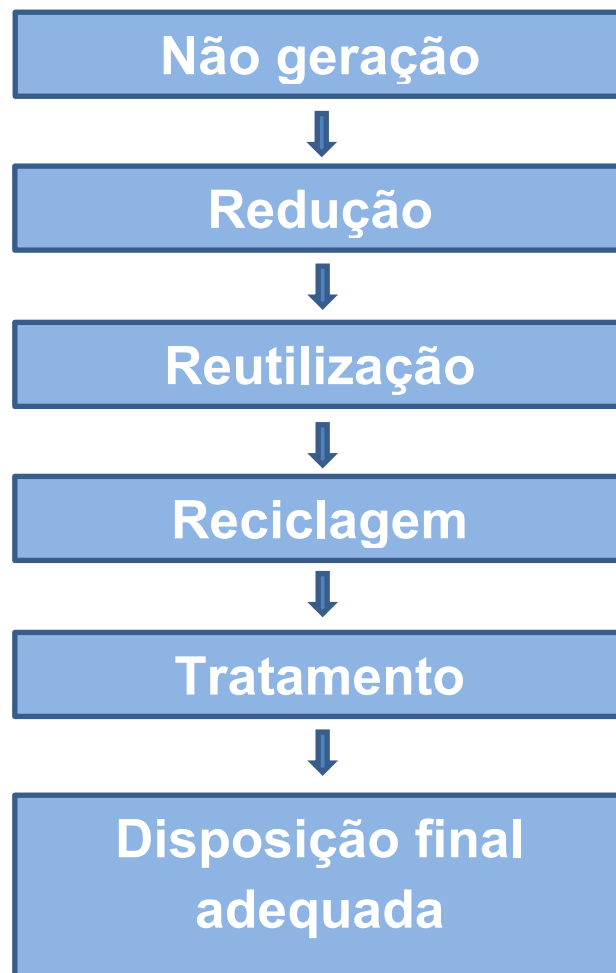 Não geração
Redução
Reutilização
Reciclagem
Tratamento
Disposição final
adequada